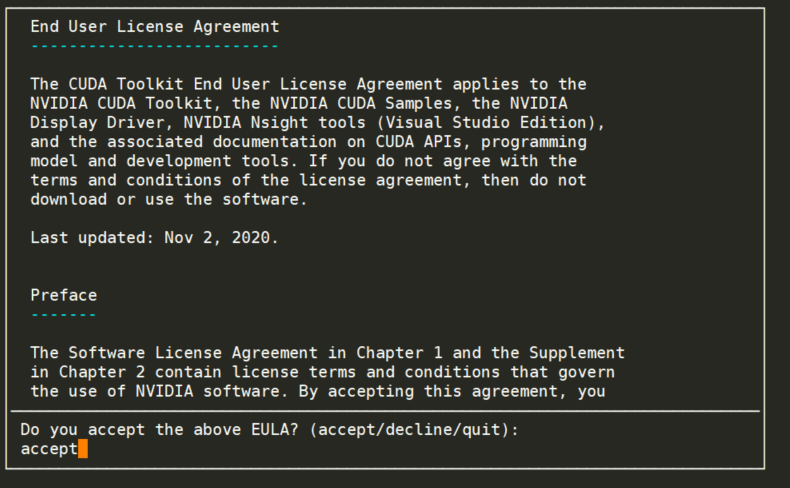 End User License Agreement
--------------------------
The CUDA Toolkit End User License Agreement applies to the
NVIDIA CUDA Toolkit, the NVIDIA CUDA Samples, the NVIDIA
Display Driver, NVIDIA Nsight tools (Visual Studio Edition),
and the associated documentation on CUDA APIs, programming
model and development tools. If you do not agree with the
terms and conditions of the license agreement, then do not
download or use the software.
Last updated: Nov 2, 2020.
Preface
-------
The Software License Agreement in Chapter 1 and the Supplement
in Chapter 2 contain license terms and conditions that govern
the use of NVIDIA software. By accepting this agreement, you
Do you accept the above EULA? (accept/decline/quit):
accept